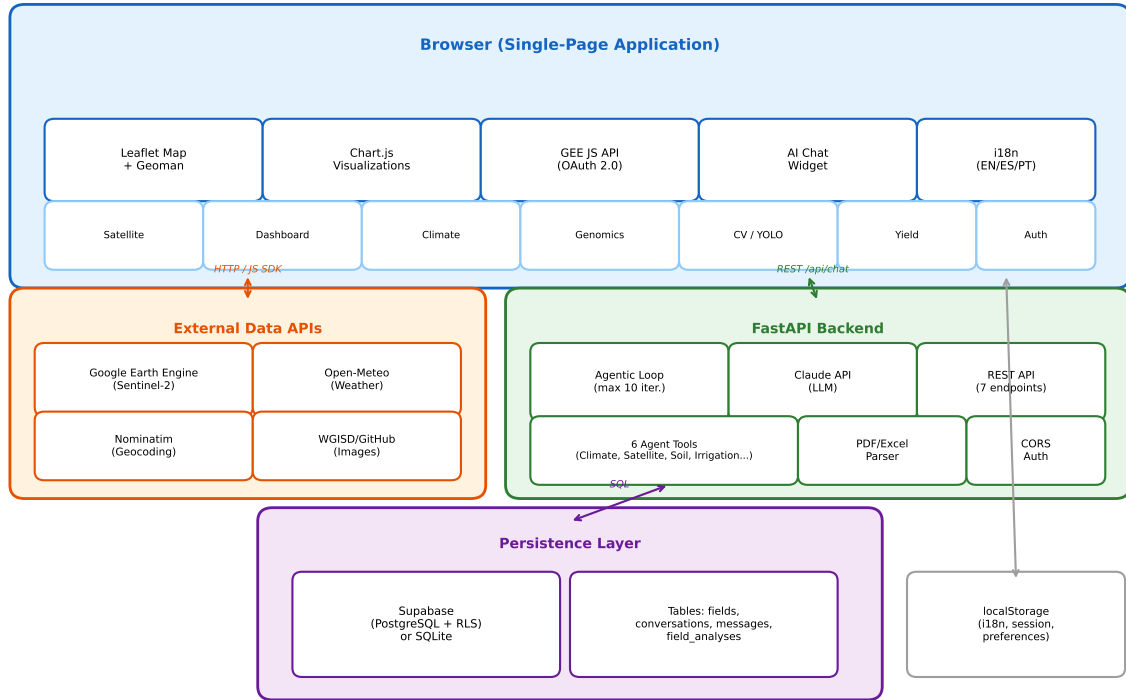 Browser (Single-Page Application)
Leaflet Map
+ Geoman
Chart.js
Visualizations
GEE JS API
(OAuth 2.0)
AI Chat
Widget
i18n
(EN/ES/PT)
Satellite
Dashboard
Climate
Genomics
CV / YOLO
Yield
Auth
HTTP / JS SDK
REST /api/chat
External Data APIs
Google Earth Engine
(Sentinel-2)
Open-Meteo
(Weather)
Nominatim
(Geocoding)
WGISD/GitHub
(Images)
FastAPI Backend
Agentic Loop
(max 10 iter.)
Claude API
(LLM)
REST API
(7 endpoints)
6 Agent Tools
(Climate, Satellite, Soil, Irrigation...)
PDF/Excel
Parser
CORS
Auth
SQL
Persistence Layer
Supabase
(PostgreSQL + RLS)
or SQLite
Tables: fields,
conversations, messages,
field_analyses
localStorage
(i18n, session,
preferences)